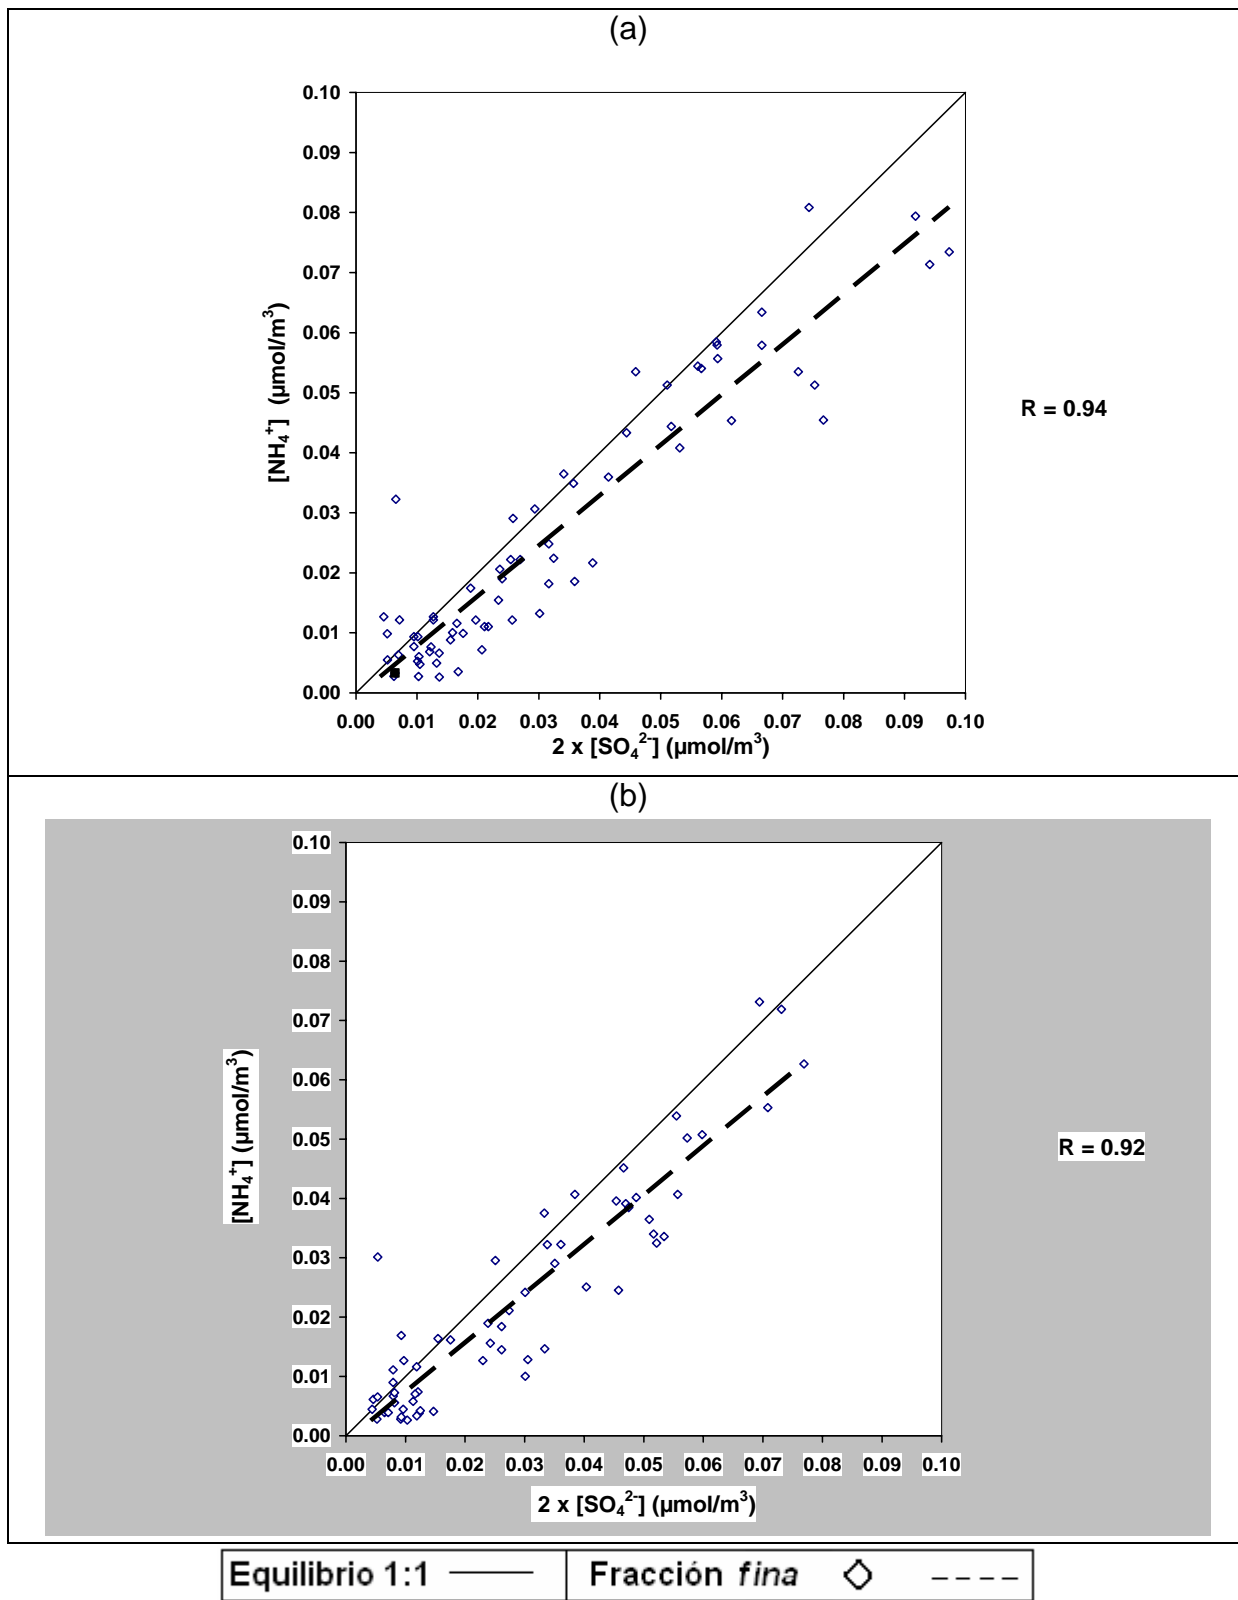 (a)
0.10
0.09
0.08
0.07
0.06
0.05
0.04
0.03
0.02
0.01
0.00
[NH₄⁺] (µmol/m³)
R = 0.94
0.00 0.01 0.02 0.03 0.04 0.05 0.06 0.07 0.08 0.09 0.10
2 x [SO₄²⁻] (µmol/m³)
(b)
0.10
0.09
0.08
0.07
0.06
0.05
0.04
0.03
0.02
0.01
0.00
[NH₄⁺] (µmol/m³)
R = 0.92
0.00 0.01 0.02 0.03 0.04 0.05 0.06 0.07 0.08 0.09 0.10
2 x [SO₄²⁻] (µmol/m³)
Equilibrio 1:1 Fracción fina